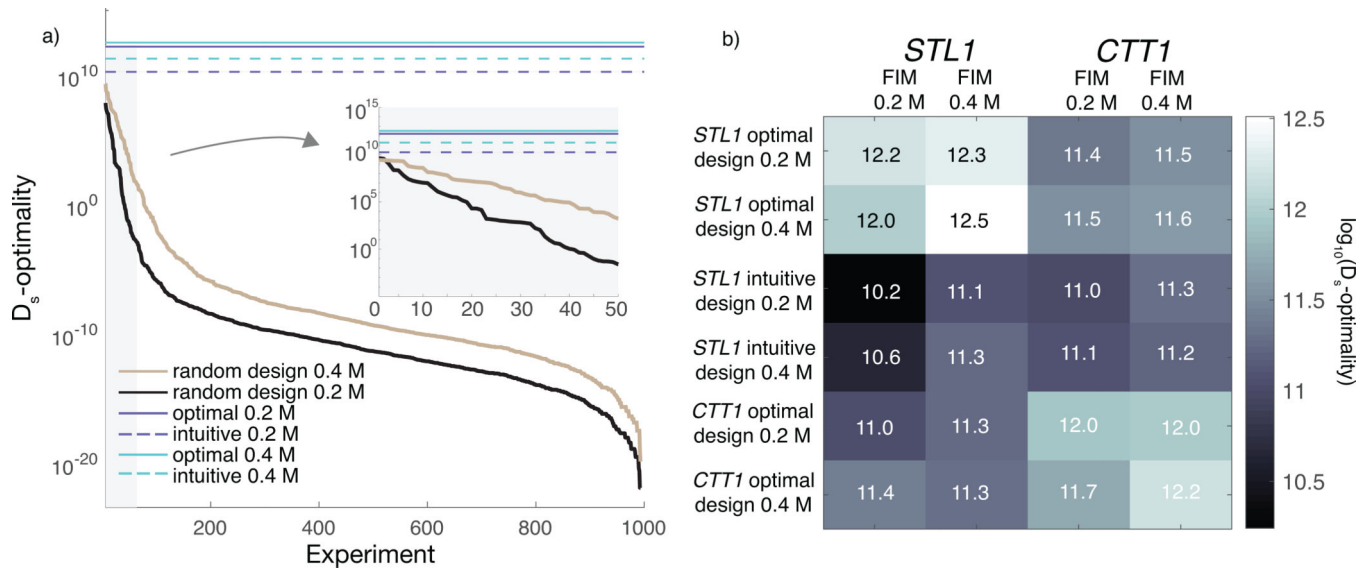 a)
D_s-optimality
10^10
10^0
10^-10
10^-20
200
400
600
800
1000
Experiment
random design 0.4 M
random design 0.2 M
optimal 0.2 M
intuitive 0.2 M
optimal 0.4 M
intuitive 0.4 M
10^15
10^10
10^5
10^0
0
10
20
30
40
50
b)
STL1 CTT1
FIM FIM FIM FIM
0.2 M 0.4 M 0.2 M 0.4 M
STL1 optimal
design 0.2 M
12.2 12.3 11.4 11.5
STL1 optimal
design 0.4 M
12.0 12.5 11.5 11.6
STL1 intuitive
design 0.2 M
10.2 11.1 11.0 11.3
STL1 intuitive
design 0.4 M
10.6 11.3 11.1 11.2
CTT1 optimal
design 0.2 M
11.0 11.3 12.0 12.0
CTT1 optimal
design 0.4 M
11.4 11.3 11.7 12.2
12.5
12
11.5
11
10.5
log_10(D_s-optimality)